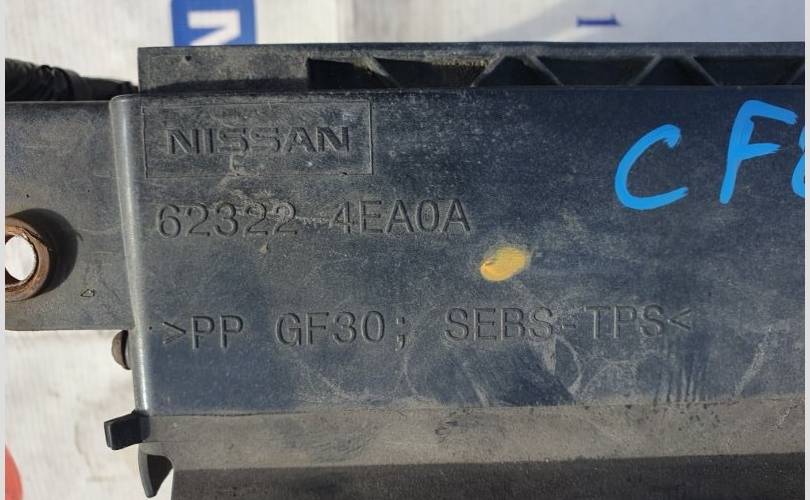 NISSAN
62322 4EA0A
>PP GF30; SEBS-TPS<
CF